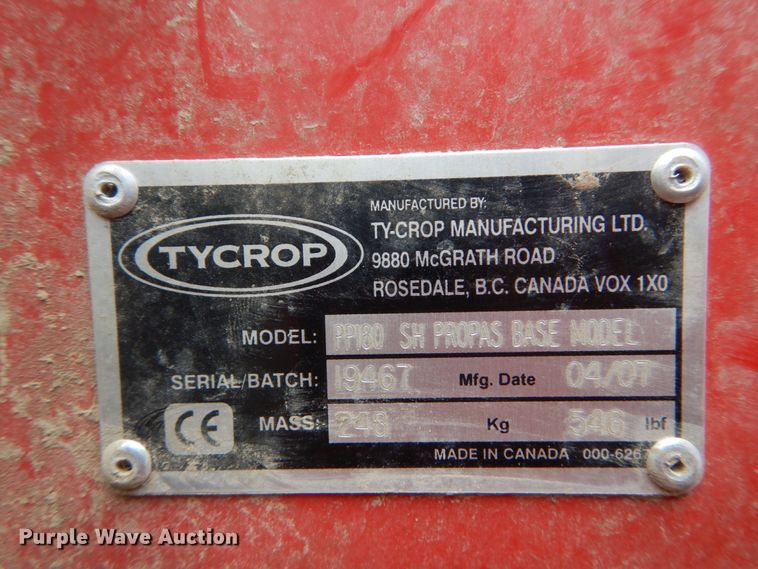 MANUFACTURED BY:
TY-CROP MANUFACTURING LTD.
9880 McGRATH ROAD
ROSEDALE, B.C. CANADA VOX 1X0
TYCROP
MODEL: PP180 SH PROPAS BASE MODEL
SERIAL/BATCH: 19467 Mfg. Date 04/07
CE MASS: 248 Kg 546 lbf
MADE IN CANADA 000-6267
Purple Wave Auction